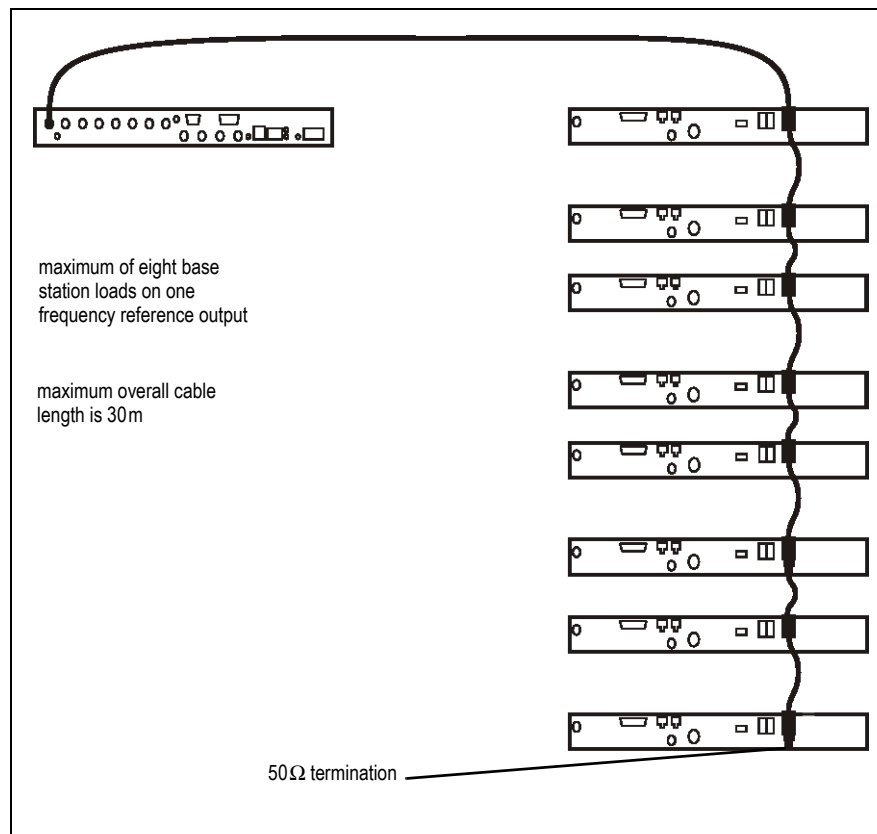 maximum of eight base
station loads on one
frequency reference output
maximum overall cable
length is 30m
50Ω termination